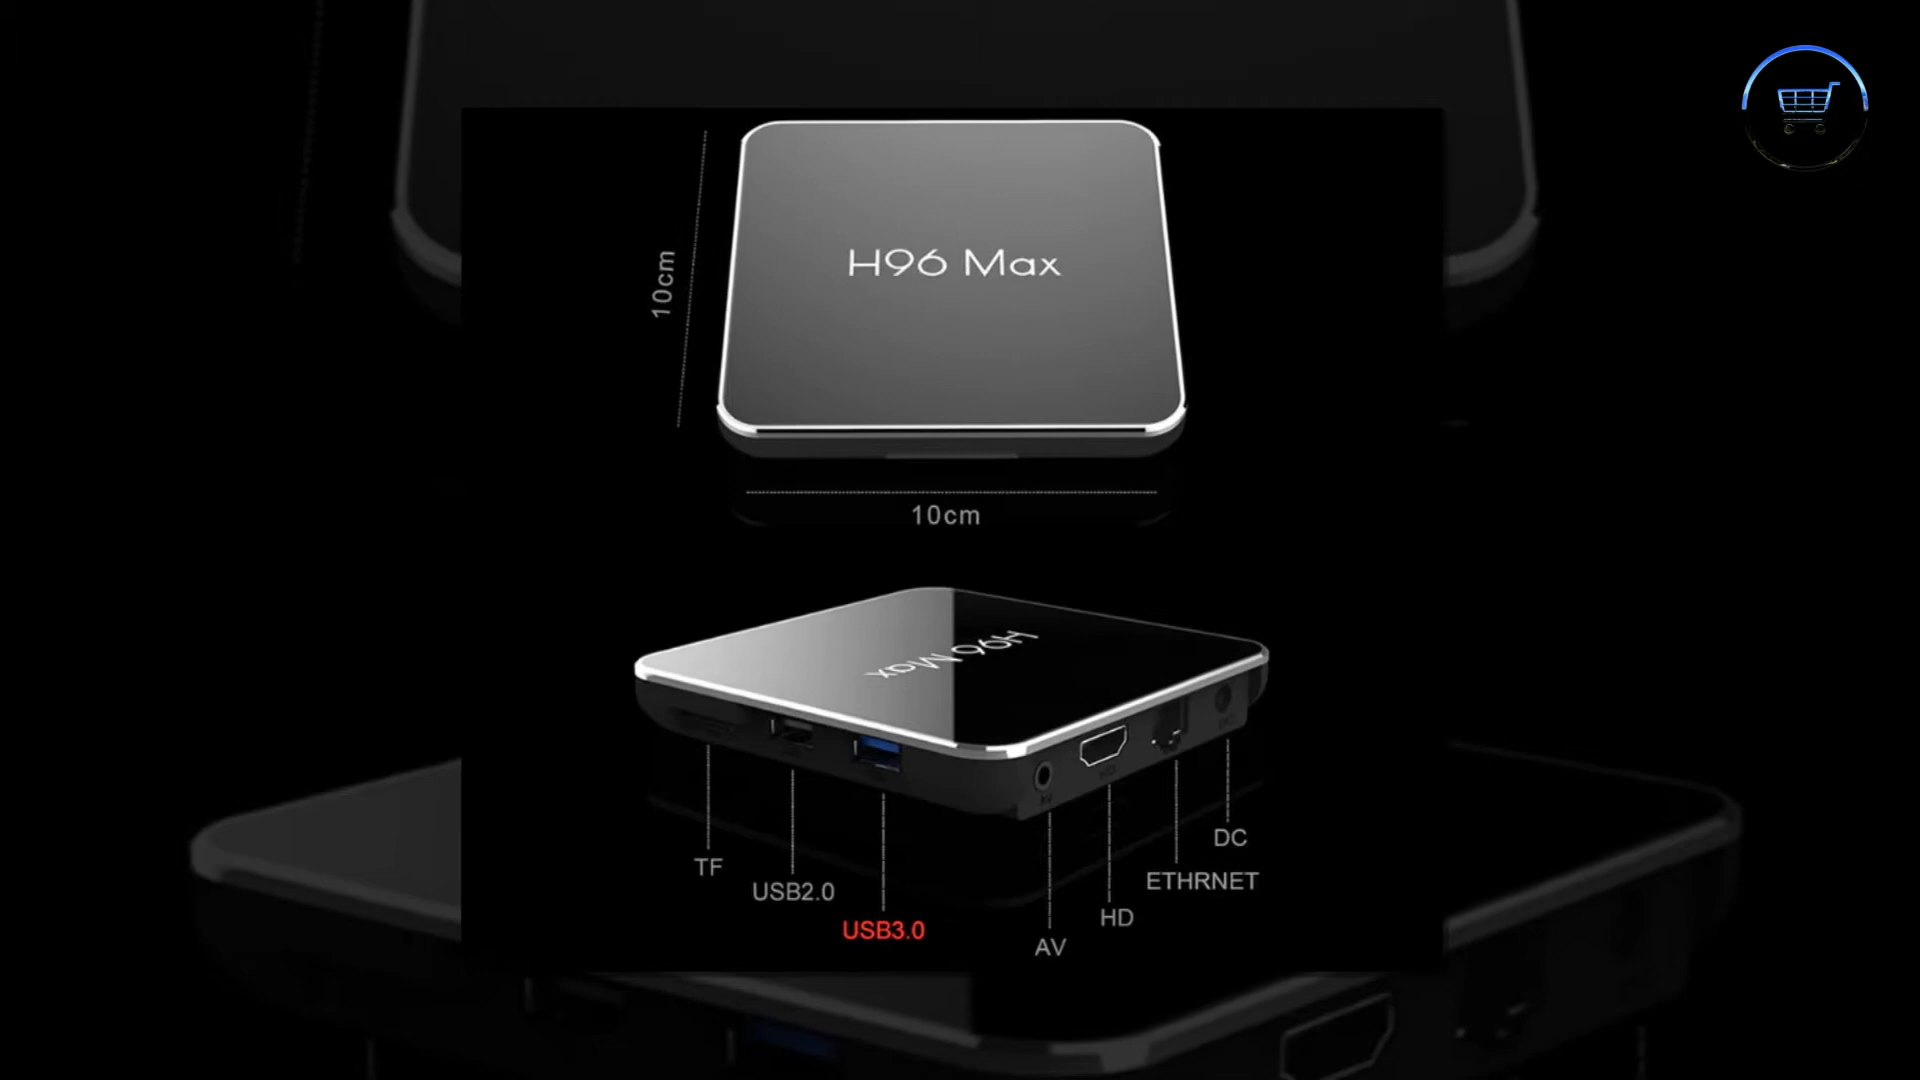 H96 Max
10cm
10cm
H96 Max
TF
USB2.0
USB3.0
AV
HD
ETHRNET
DC